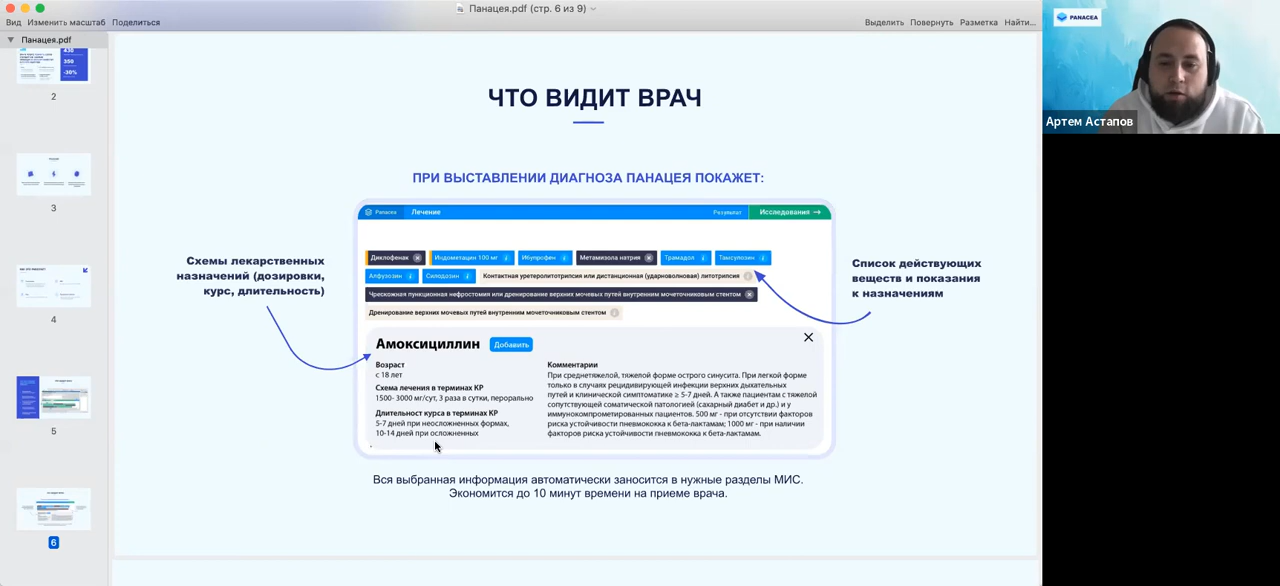 Панацея.pdf (стр. 6 из 9)
Вид Изменить масштаб Поделиться
Выделить Повернуть Разметка Найти...
Панацея.pdf
2
3
4
5
6
ЧТО ВИДИТ ВРАЧ
ПРИ ВЫСТАВЛЕНИИ ДИАГНОЗА ПАНАЦЕЯ ПОКАЖЕТ:
Схемы лекарственных
назначений (дозировки,
курс, длительность)
Panacea Лечение Результат Исследования →
Диклофенак Индометацин 100 мг Ибупрофен Метамизола натрия Трамадол Тамсулозин
Алфузозин Силодозин Контактная уретеролитотрипсия или дистанционная (ударноволновая) литотрипсия
Чрескожная пункционная нефростомия или дренирование верхних мочевых путей внутренним мочеточниковым стентом
Дренирование верхних мочевых путей внутренним мочеточниковым стентом
Амоксициллин Добавить
Возраст
с 18 лет
Схема лечения в терминах КР
1500- 3000 мг/сут, 3 раза в сутки, перорально
Длительность курса в терминах КР
5-7 дней при неосложненных формах,
10-14 дней при осложненных
Комментарии
При среднетяжелой, тяжелой форме острого синусита. При легкой форме
только в случаях рецидивирующей инфекции верхних дыхательных
путей и клинической симптоматике ≥ 5-7 дней. А также пациентам с тяжелой
сопутствующей соматической патологией (сахарный диабет и др.) и у
иммунокомпрометированных пациентов. 500 мг - при отсутствии факторов
риска устойчивости пневмококка к бета-лактамам; 1000 мг - при наличии
факторов риска устойчивости пневмококка к бета-лактамам.
Список действующих
веществ и показания
к назначениям
Вся выбранная информация автоматически заносится в нужные разделы МИС.
Экономится до 10 минут времени на приеме врача.
PANACEA
Артем Астапов